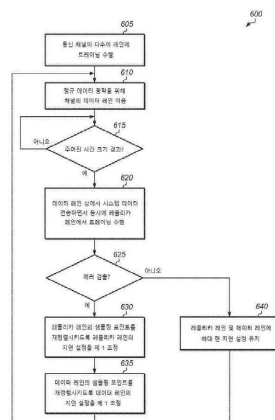 600
605
통신 채널의 다수의 레인에
트레이닝 수행
610
정규 데이터 동작을 위해
채널의 데이터 레인 이용
615
아니오
주어진 시간 크기 경과?
예
620
데이터 레인 상에서 시스템 데이터
전송하면서 동시에 레플리카
레인에서 트레이닝 수행
625
아니오
에러 검출?
예
630
레플리카 레인의 샘플링 포인트를
재정렬시키도록 레플리카 레인의
지연 설정을 제 1 조정
635
데이터 레인의 샘플링 포인트를
재정렬시키도록 데이터 레인의
지연 설정을 제 1 조정
640
레플리카 레인 및 데이터 레인에
대해 현 지연 설정 유지